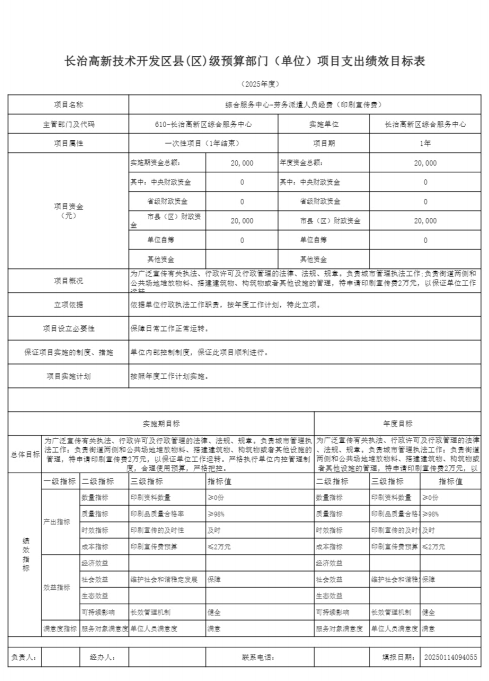 长治高新技术开发区县(区)级预算部门（单位）项目支出绩效目标表
（2025年度）
项目名称 综合服务中心-劳务派遣人员经费（印刷宣传费）
主管部门及代码 610-长治高新区综合服务中心 实施单位 长治高新区综合服务中心
项目属性 一次性项目（1年结束） 项目期 1年
项目资金（元） 实施期资金总额： 20,000 年度资金总额： 20,000
其中：中央财政资金 0 其中：中央财政资金 0
省级财政资金 0 省级财政资金 0
市县（区）财政资金 20,000 市县（区）财政资金 20,000
单位自筹 0 单位自筹 0
其他资金 其他资金
项目概况 为广泛宣传有关执法、行政许可及行政管理的法律、法规、规章。负责城市管理执法工作；负责街道两侧和
公共场地堆放物料、搭建建筑物、构筑物或者其他设施的管理，特申请印刷宣传费2万元，以保证单位工作
运转。
立项依据 依据单位行政执法工作职责，按年度工作计划，特此立项。
项目设立必要性 保障日常工作正常运转。
保证项目实施的制度、措施 单位内部控制制度，保证此项目顺利进行。
项目实施计划 按照年度工作计划实施。
实施期目标 年度目标
总体目标 为广泛宣传有关执法、行政许可及行政管理的法律、法规、规章。负责城市管理执
法工作；负责街道两侧和公共场地堆放物料、搭建建筑物、构筑物或者其他设施的
管理，特申请印刷宣传费2万元，以保证单位工作运转。严格执行单位内控管理制
度；合理使用预算，严格把控。
为广泛宣传有关执法、行政许可及行政管理的法律
、法规、规章。负责城市管理执法工作；负责街道
两侧和公共场地堆放物料、搭建建筑物、构筑物或
者其他设施的管理，特申请印刷宣传费2万元，以
绩效指标 一级指标 二级指标 三级指标 指标值 二级指标 三级指标 指标值
产出指标 数量指标 印刷资料数量 ≥0份 数量指标 印刷资料数量 ≥0份
质量指标 印刷品质量合格率 ≥98% 质量指标 印刷品质量合格 ≥98%
时效指标 印刷宣传的及时性 及时 时效指标 印刷宣传的及时 及时
成本指标 印刷宣传费预算 ≤2万元 成本指标 印刷宣传费预算 ≤2万元
效益指标 经济效益 经济效益
社会效益 维护社会和谐稳定发展 保障 社会效益 维护社会和谐稳 保障
生态效益 生态效益
可持续影响 长效管理机制 健全 可持续影响 长效管理机制 健全
满意度指标 服务对象满意度 单位人员满意度 满意 服务对象满意度 单位人员满意度 满意
负责人： 经办人： 联系电话： 填报日期： 20250114094055